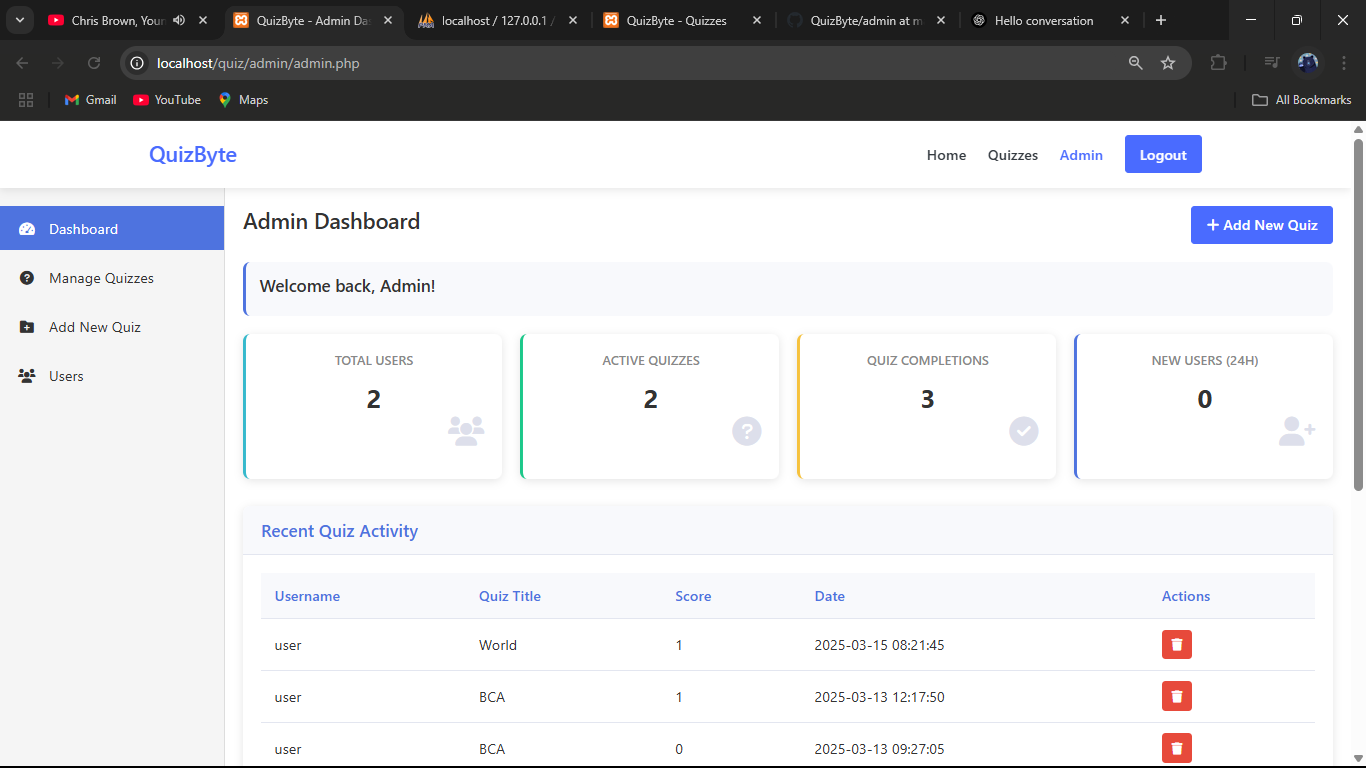 Chris Brown, Your
QuizByte - Admin Da
localhost / 127.0.0.1 /
QuizByte - Quizzes
QuizByte/admin at m
Hello conversation
localhost/quiz/admin/admin.php
Gmail
YouTube
Maps
All Bookmarks
QuizByte
Home Quizzes Admin Logout
Dashboard
Manage Quizzes
Add New Quiz
Users
Admin Dashboard
+ Add New Quiz
Welcome back, Admin!
TOTAL USERS
2
ACTIVE QUIZZES
2
QUIZ COMPLETIONS
3
NEW USERS (24H)
0
Recent Quiz Activity
Username Quiz Title Score Date Actions
user World 1 2025-03-15 08:21:45
user BCA 1 2025-03-13 12:17:50
user BCA 0 2025-03-13 09:27:05